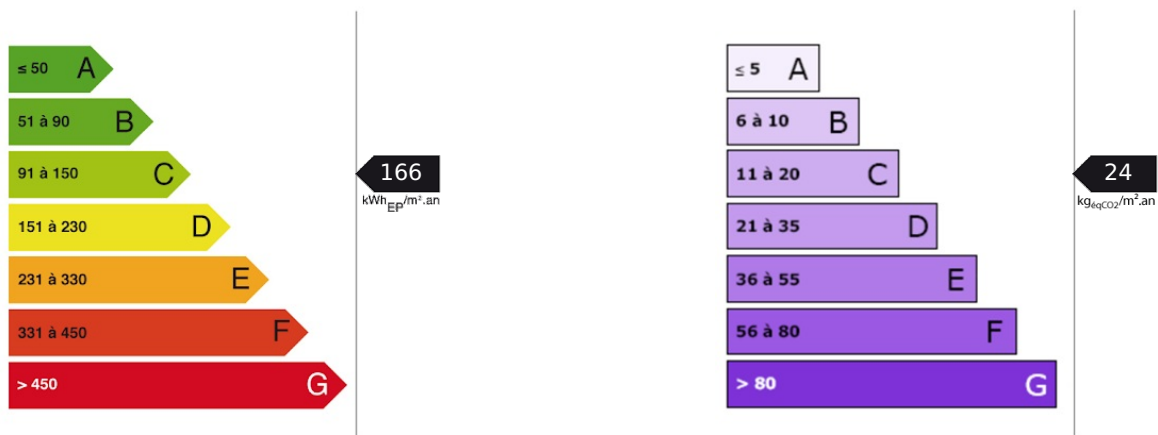 ≤ 50 A
51 à 90 B
91 à 150 C
151 à 230 D
231 à 330 E
331 à 450 F
> 450 G
166
kWhEP/m².an
≤ 5 A
6 à 10 B
11 à 20 C
21 à 35 D
36 à 55 E
56 à 80 F
> 80 G
24
kgéqCO2/m².an